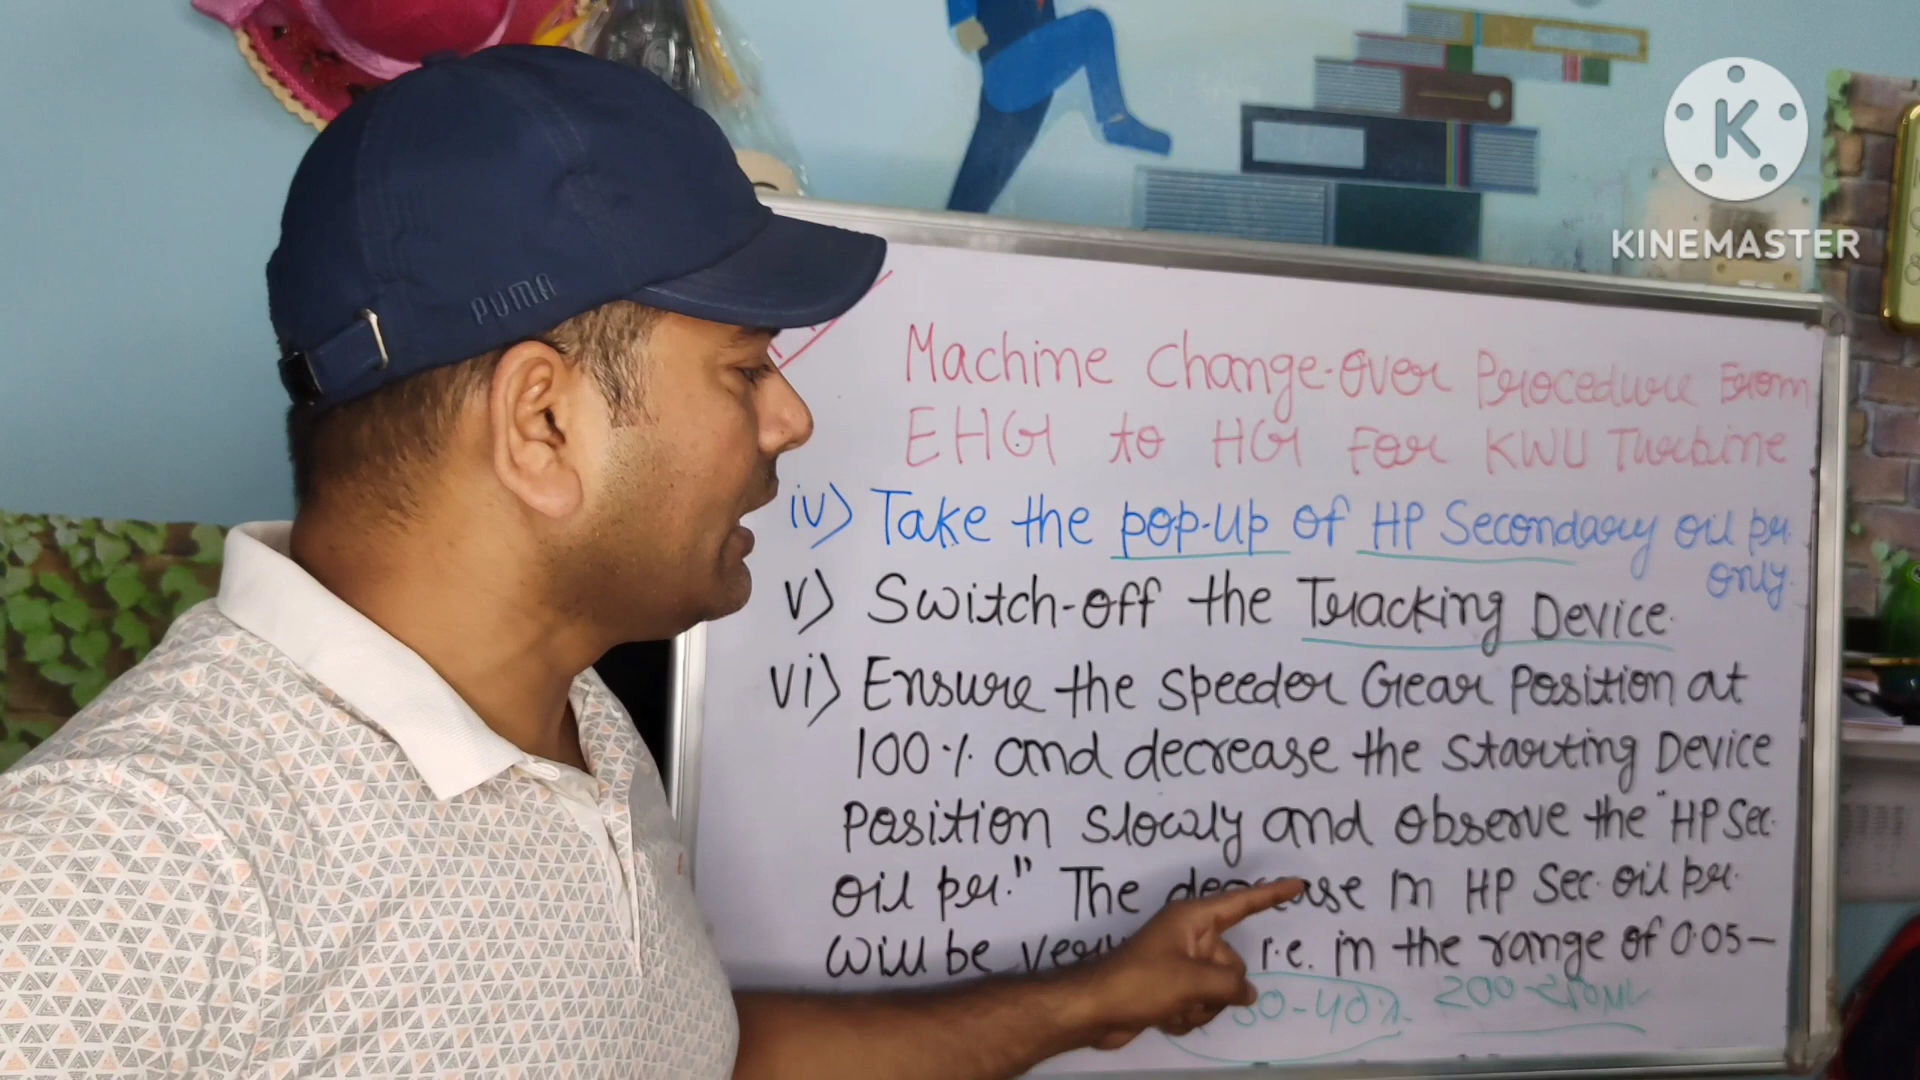 PUMA
K
KINEMASTER
Machine Change-over Procedure From
EHG to HG For KWU Turbine
iv) Take the pop-up of HP Secondary oil pr.
only.
v) Switch-off the Tracking Device.
vi) Ensure the Speeder Gear Position at
100% and decrease the starting Device
Position slowly and observe the "HP Sec.
oil pr." The decrease in HP Sec. oil pr.
will be very i.e. in the range of 0.05-
30-40% 200-210MW